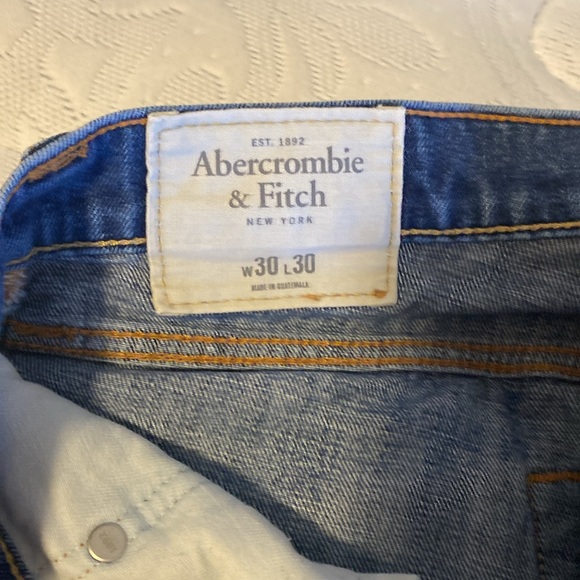 EST. 1892
Abercrombie
& Fitch
NEW YORK
W30 L30
MADE IN GUATEMALA